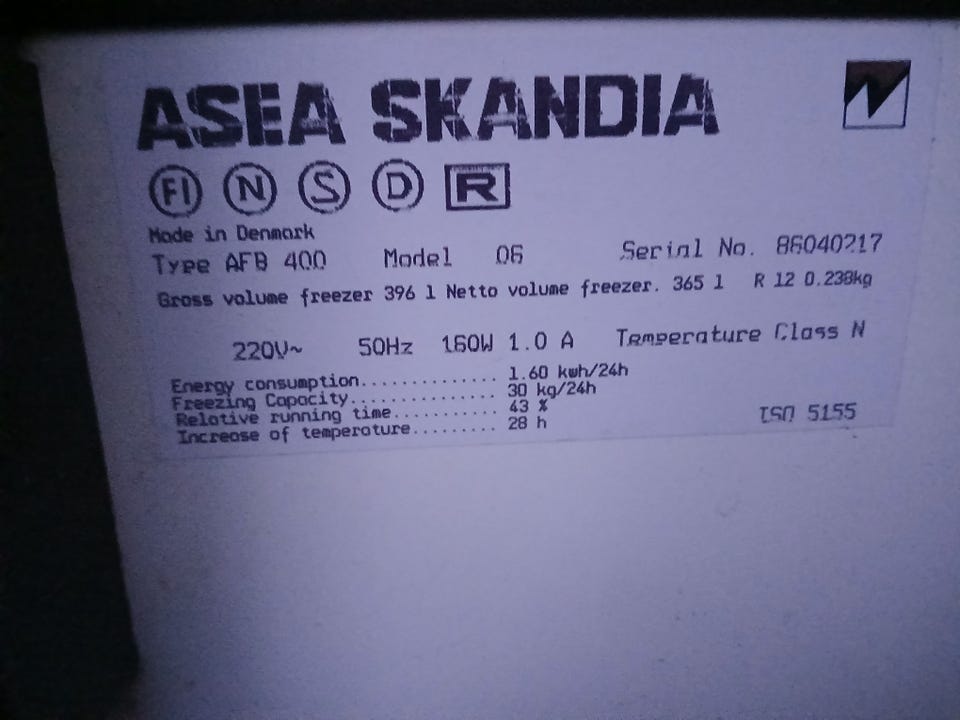 ASEA SKANDIA
FI N S D R
Made in Denmark
Type AFB 400 Model 06 Serial No. 86040217
Gross volume freezer 396 l Netto volume freezer. 365 l R 12 0.238kg
220V~ 50Hz 160W 1.0 A Temperature Class N
Energy consumption.............. 1.60 kwh/24h
Freezing Capacity............... 30 kg/24h
Relative running time........... 43 %
Increase of temperature......... 28 h
ISO 5155